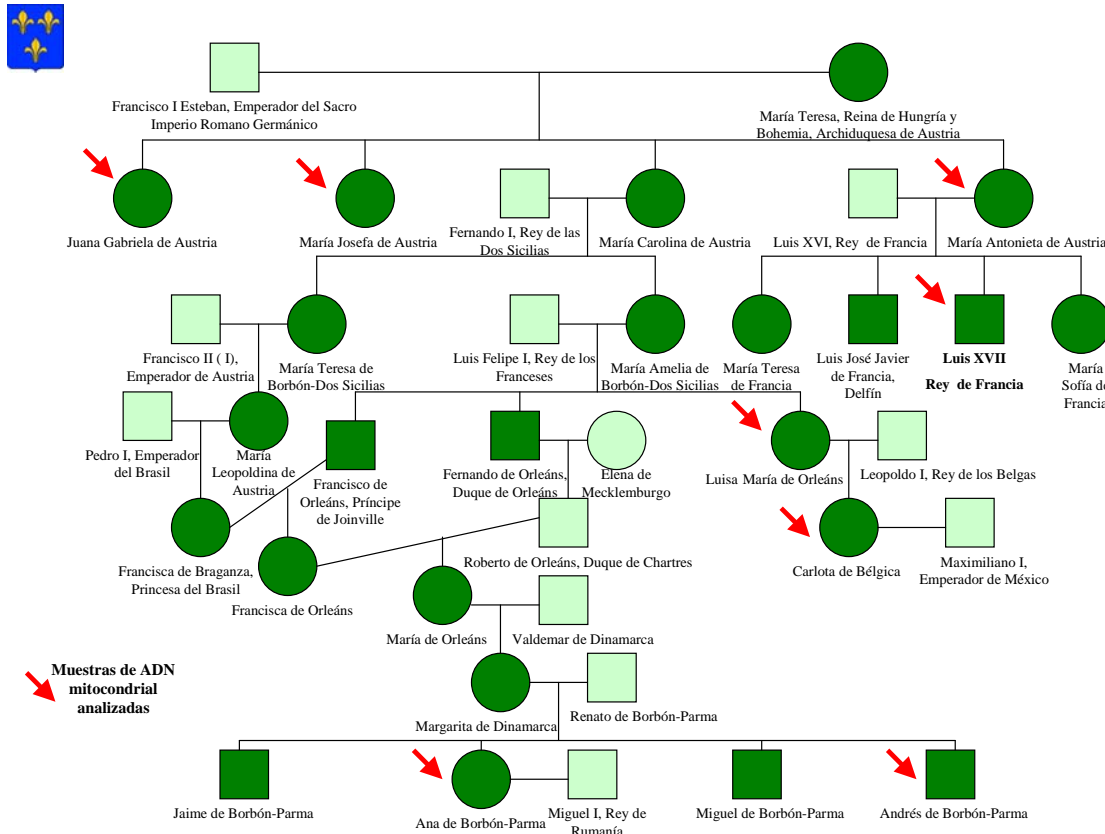 Francisco I Esteban, Emperador del Sacro
Imperio Romano Germánico
María Teresa, Reina de Hungría y
Bohemia, Archiduquesa de Austria
Juana Gabriela de Austria
María Josefa de Austria
Fernando I, Rey de las
Dos Sicilias
María Carolina de Austria
Luis XVI, Rey de Francia
María Antonieta de Austria
Francisco II ( I),
Emperador de Austria
María Teresa de
Borbón-Dos Sicilias
Luis Felipe I, Rey de los
Franceses
María Amelia de
Borbón-Dos Sicilias
María Teresa
de Francia
Luis José Javier
de Francia,
Delfín
Luis XVII
Rey de Francia
María
Sofía de
Francia
Pedro I, Emperador
del Brasil
María
Leopoldina de
Austria
Francisco de
Orleáns, Príncipe
de Joinville
Fernando de Orleáns,
Duque de Orleáns
Elena de
Mecklemburgo
Luisa María de Orleáns
Leopoldo I, Rey de los Belgas
Francisca de Braganza,
Princesa del Brasil
Francisca de Orleáns
Roberto de Orleáns, Duque de Chartres
Carlota de Bélgica
Maximiliano I,
Emperador de México
María de Orleáns
Valdemar de Dinamarca
Muestras de ADN
mitocondrial
analizadas
Margarita de Dinamarca
Renato de Borbón-Parma
Jaime de Borbón-Parma
Ana de Borbón-Parma
Miguel I, Rey de
Rumanía
Miguel de Borbón-Parma
Andrés de Borbón-Parma